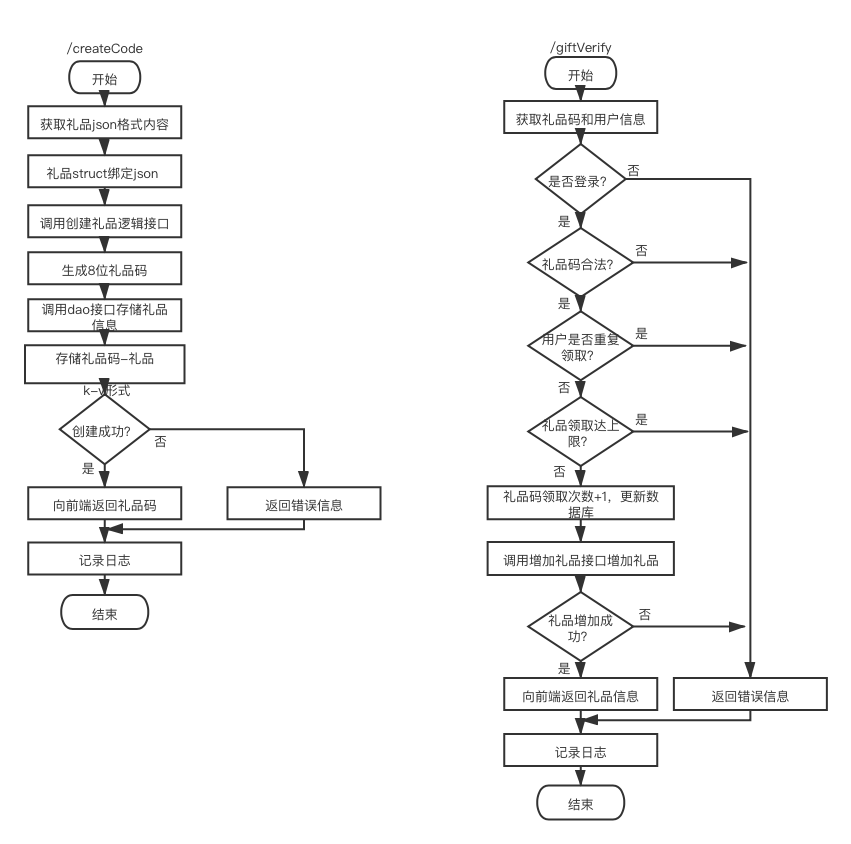 /createCode
开始
获取礼品json格式内容
礼品struct绑定json
调用创建礼品逻辑接口
生成8位礼品码
调用dao接口存储礼品
信息
存储礼品码-礼品
k-v形式
创建成功?
否
是
向前端返回礼品码
返回错误信息
记录日志
结束
/giftVerify
开始
获取礼品码和用户信息
是否登录?
否
是
礼品码合法?
否
是
用户是否重复
领取?
是
否
礼品领取达上
限?
是
否
礼品码领取次数+1，更新数
据库
调用增加礼品接口增加礼品
礼品增加成
功?
否
是
向前端返回礼品信息
返回错误信息
记录日志
结束